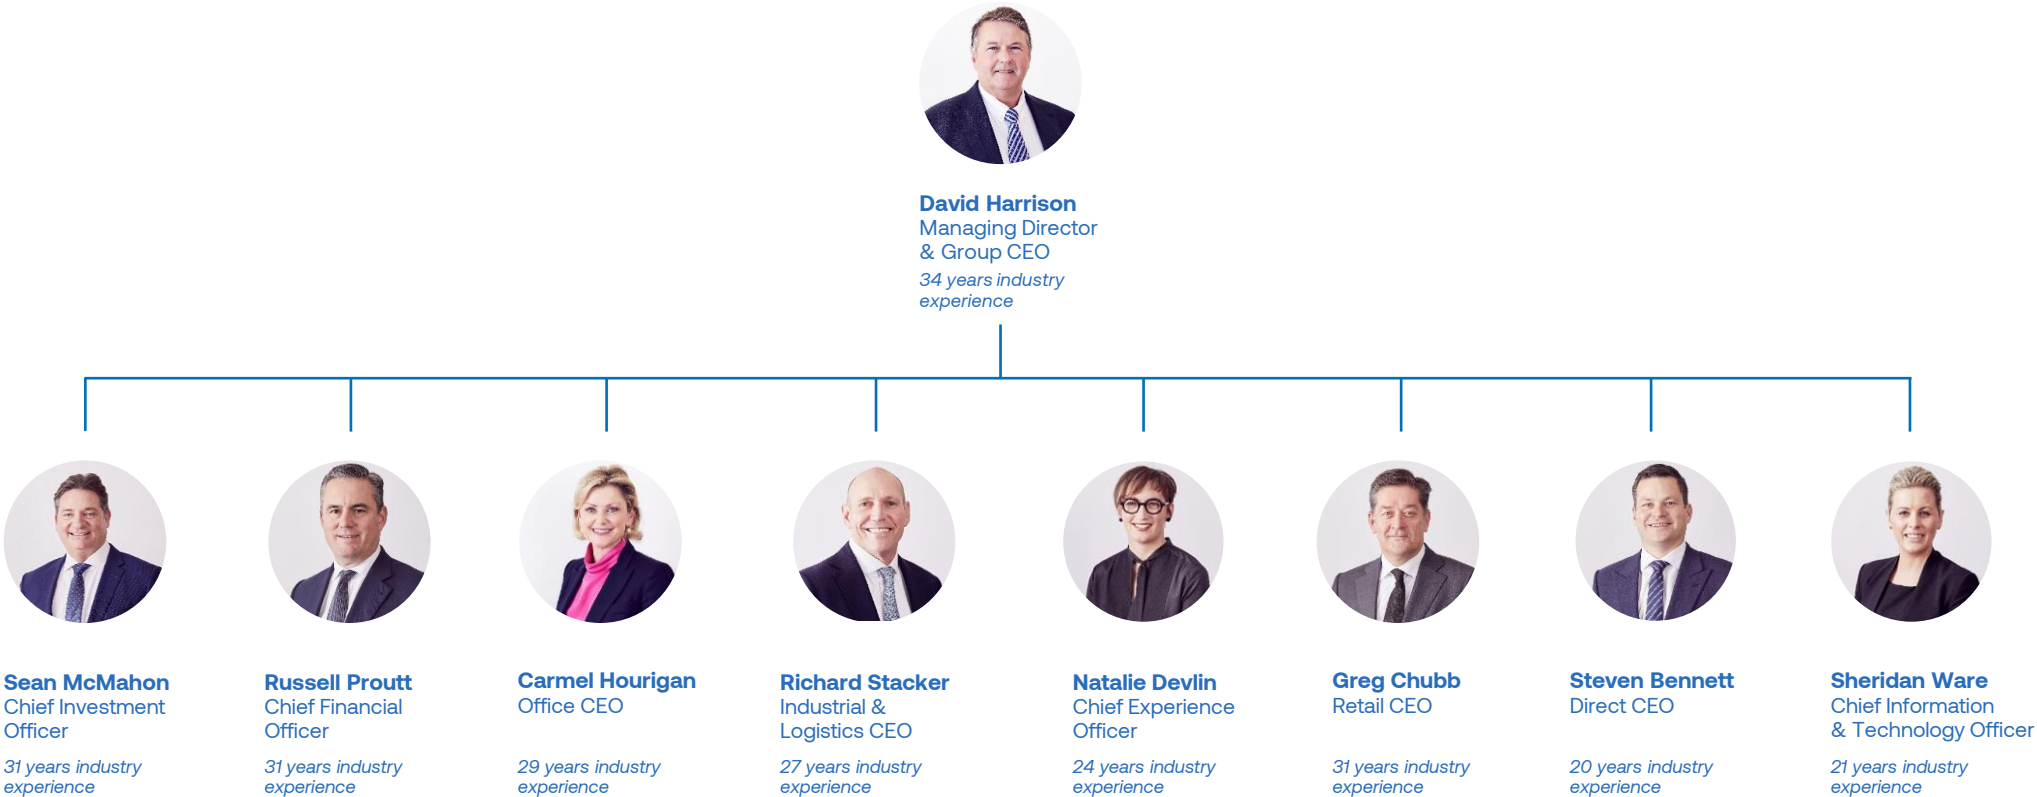 David Harrison
Managing Director
& Group CEO
34 years industry
experience
Sean McMahon
Chief Investment
Officer
31 years industry
experience
Russell Proutt
Chief Financial
Officer
31 years industry
experience
Carmel Hourigan
Office CEO
29 years industry
experience
Richard Stacker
Industrial &
Logistics CEO
27 years industry
experience
Natalie Devlin
Chief Experience
Officer
24 years industry
experience
Greg Chubb
Retail CEO
31 years industry
experience
Steven Bennett
Direct CEO
20 years industry
experience
Sheridan Ware
Chief Information
& Technology Officer
21 years industry
experience